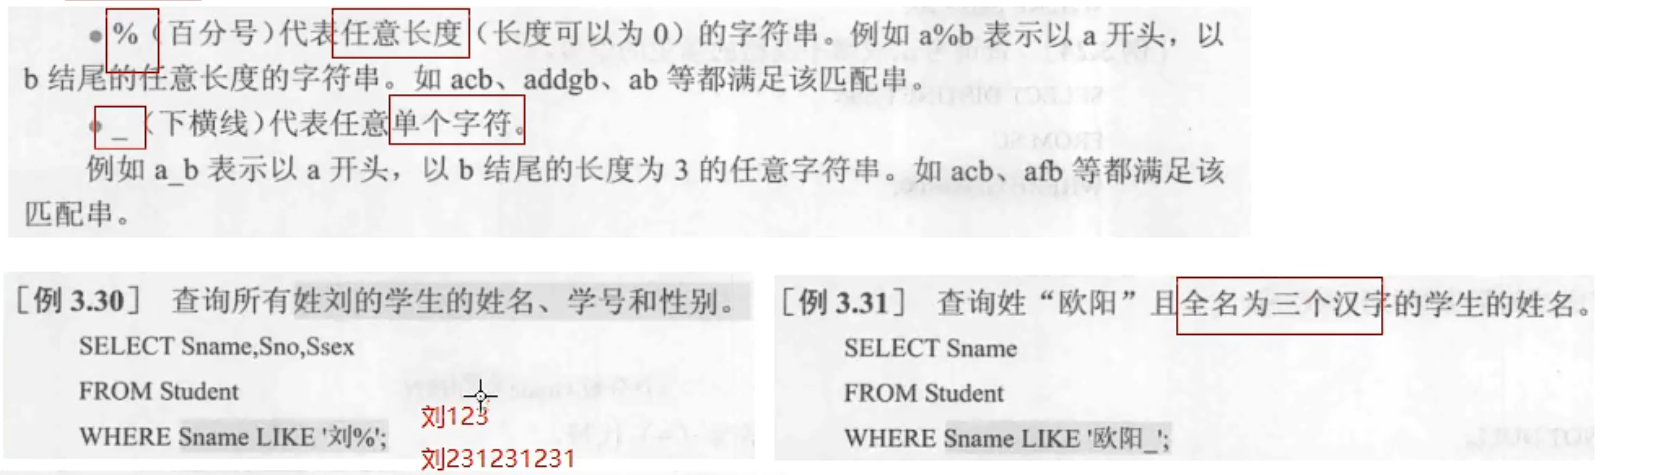 ● %（百分号）代表任意长度（长度可以为 0）的字符串。例如 a%b 表示以 a 开头，以
b 结尾的任意长度的字符串。如 acb、addgb、ab 等都满足该匹配串。
● _（下横线）代表任意单个字符。
例如 a_b 表示以 a 开头，以 b 结尾的长度为 3 的任意字符串。如 acb、afb 等都满足该
匹配串。
［例 3.30］ 查询所有姓刘的学生的姓名、学号和性别。
SELECT Sname,Sno,Ssex
FROM Student
WHERE Sname LIKE '刘%';
刘123
刘231231231
［例 3.31］ 查询姓“欧阳”且全名为三个汉字的学生的姓名。
SELECT Sname
FROM Student
WHERE Sname LIKE '欧阳_';